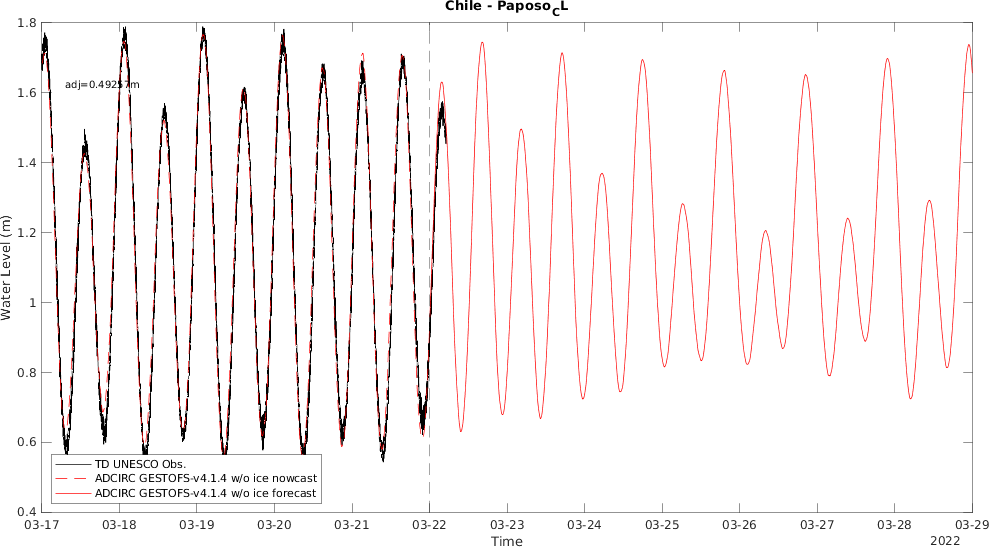 Chile - Paposo_CL
adj=0.49257m
Water Level (m)
1.8
1.6
1.4
1.2
1
0.8
0.6
0.4
TD UNESCO Obs.
ADCIRC GESTOFS-v4.1.4 w/o ice nowcast
ADCIRC GESTOFS-v4.1.4 w/o ice forecast
03-17 03-18 03-19 03-20 03-21 03-22 03-23 03-24 03-25 03-26 03-27 03-28 03-29
Time
2022